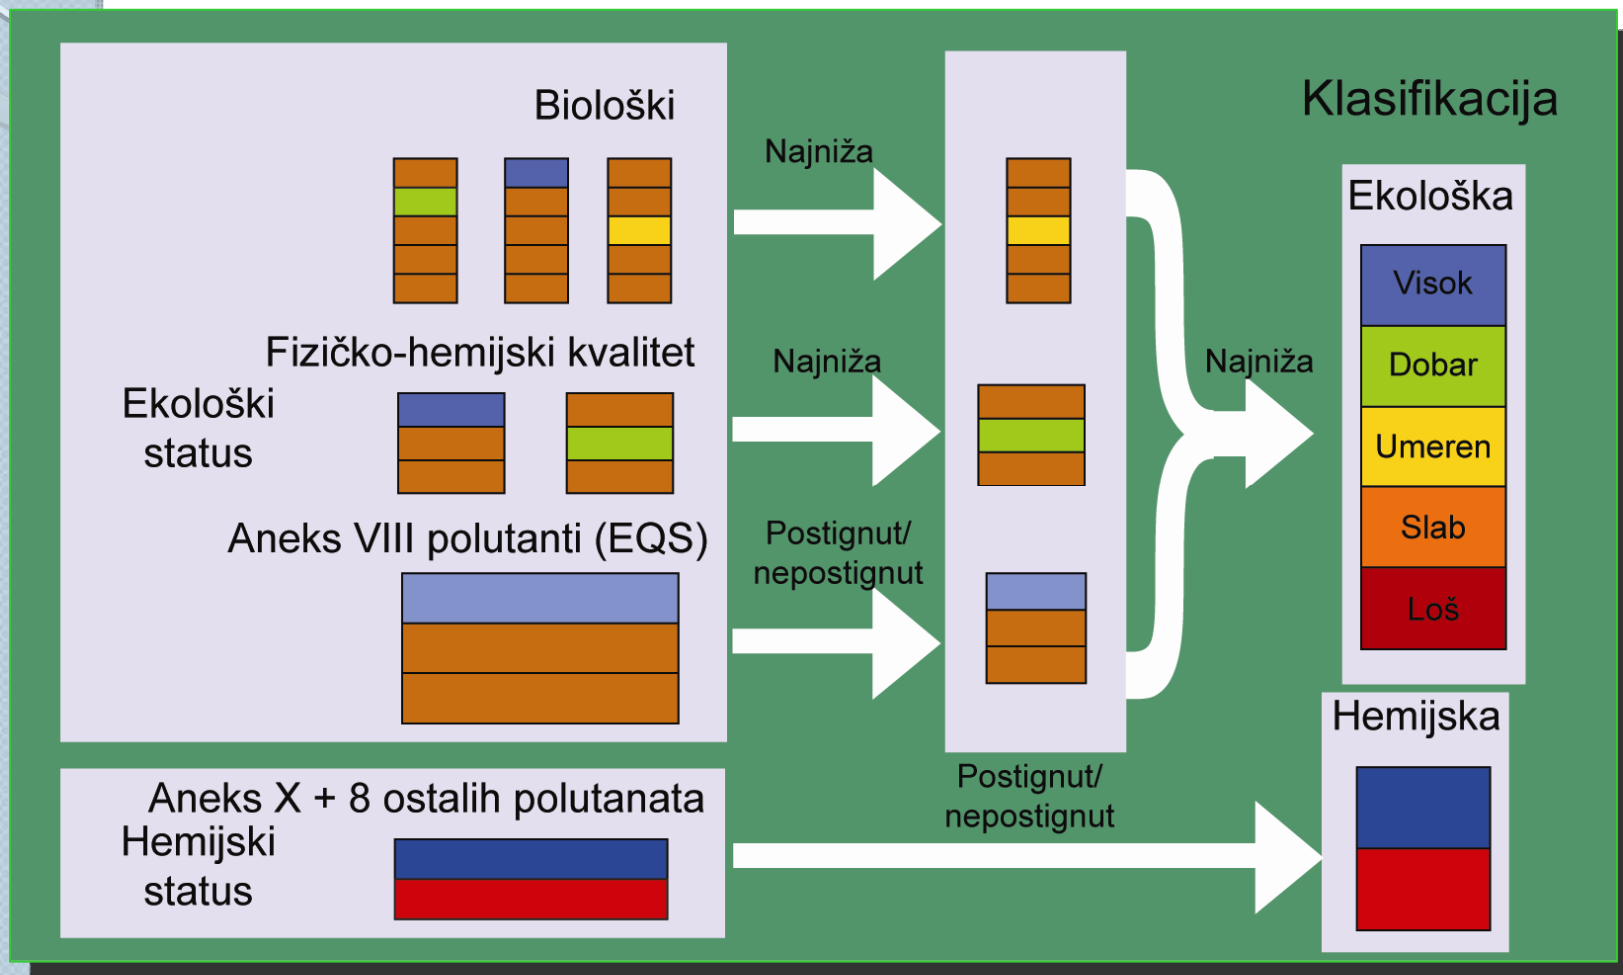 Klasifikacija
Biološki
Najniža
Fizičko-hemijski kvalitet
Ekološki
status
Najniža
Aneks VIII polutanti (EQS)
Postignut/
nepostignut
Najniža
Ekološka
Visok
Dobar
Umeren
Slab
Loš
Aneks X + 8 ostalih polutanata
Hemijski
status
Postignut/
nepostignut
Hemijska